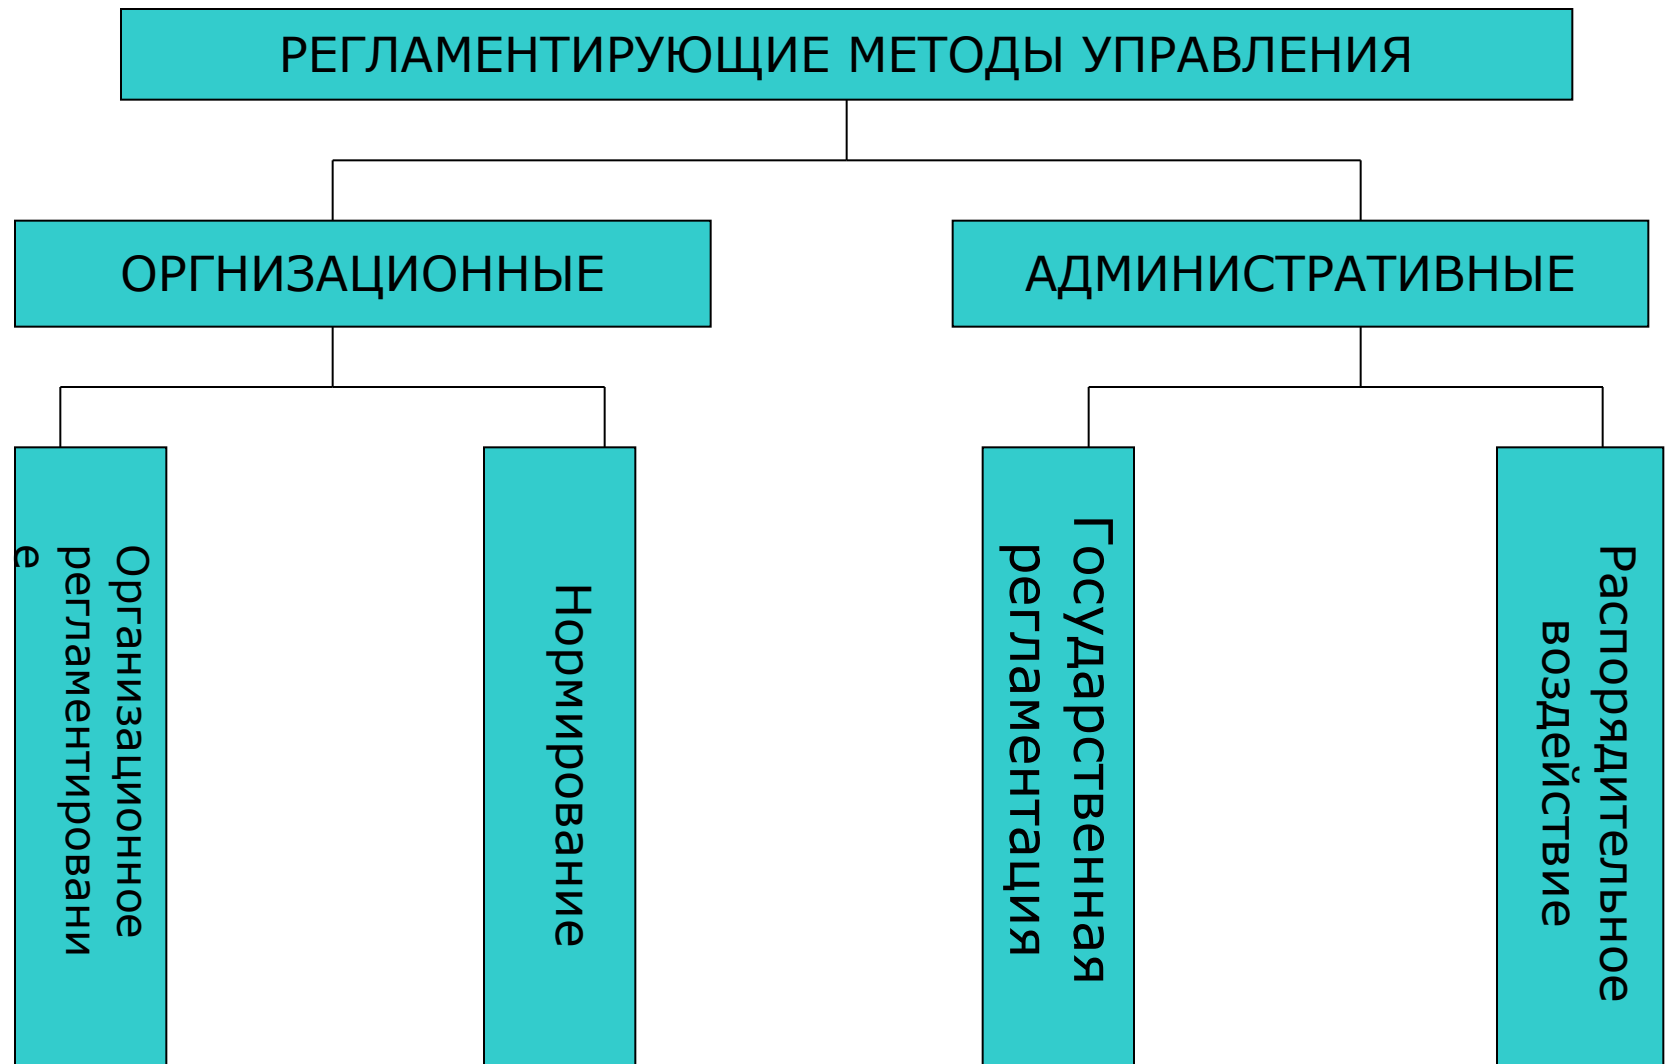 РЕГЛАМЕНТИРУЮЩИЕ МЕТОДЫ УПРАВЛЕНИЯ
ОРГНИЗАЦИОННЫЕ
АДМИНИСТРАТИВНЫЕ
Организационное
регламентировани
е
Нормирование
Государственная
регламентация
Распорядительное
воздействие